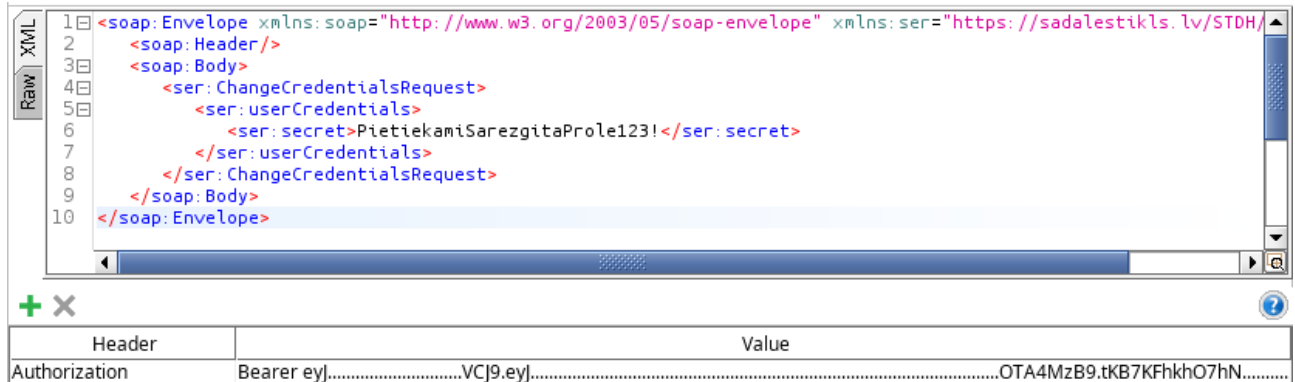 XML
Raw
1 <soap:Envelope xmlns:soap="http://www.w3.org/2003/05/soap-envelope" xmlns:ser="https://sadalestikls.lv/STDH/
2 <soap:Header/>
3 <soap:Body>
4 <ser:ChangeCredentialsRequest>
5 <ser:userCredentials>
6 <ser:secret>PietiekamiSarezgitaProle123!</ser:secret>
7 </ser:userCredentials>
8 </ser:ChangeCredentialsRequest>
9 </soap:Body>
10 </soap:Envelope>
Header Value
Authorization Bearer eyJ.......................VCJ9.eyJ..............................................................................................OTA4MzB9.tKB7KFhkhO7hN..........